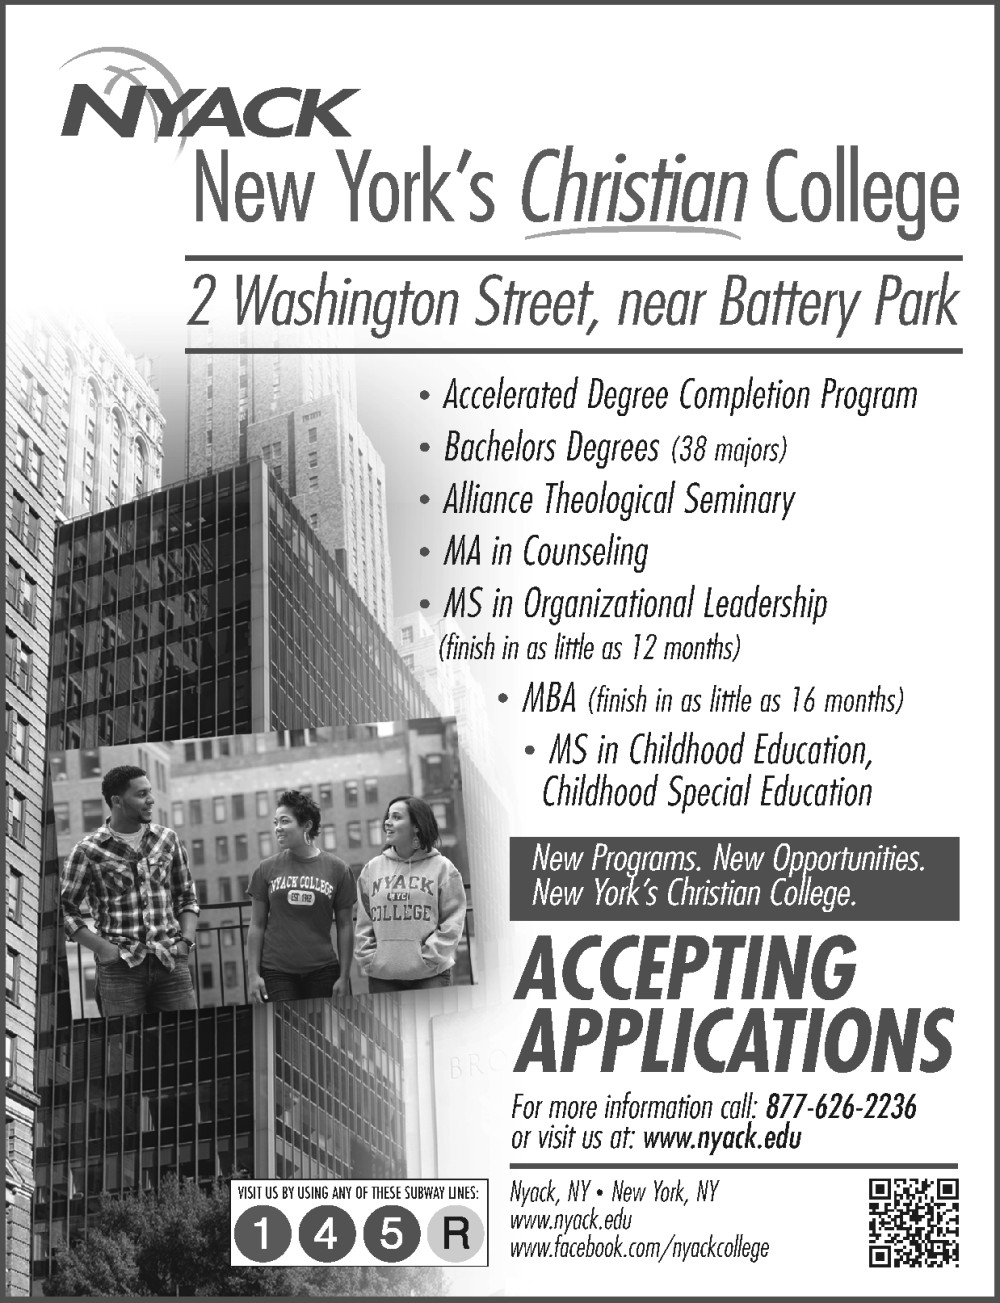 NYACK
New York's Christian College
2 Washington Street, near Battery Park
• Accelerated Degree Completion Program
• Bachelors Degrees (38 majors)
• Alliance Theological Seminary
• MA in Counseling
• MS in Organizational Leadership
(finish in as little as 12 months)
• MBA (finish in as little as 16 months)
• MS in Childhood Education,
Childhood Special Education
NYACK COLLEGE
EST. 1882
NYACK
NYC
COLLEGE
New Programs. New Opportunities.
New York's Christian College.
ACCEPTING
APPLICATIONS
For more information call: 877-626-2236
or visit us at: www.nyack.edu
VISIT US BY USING ANY OF THESE SUBWAY LINES:
1 4 5 R
Nyack, NY • New York, NY
www.nyack.edu
www.facebook.com/nyackcollege